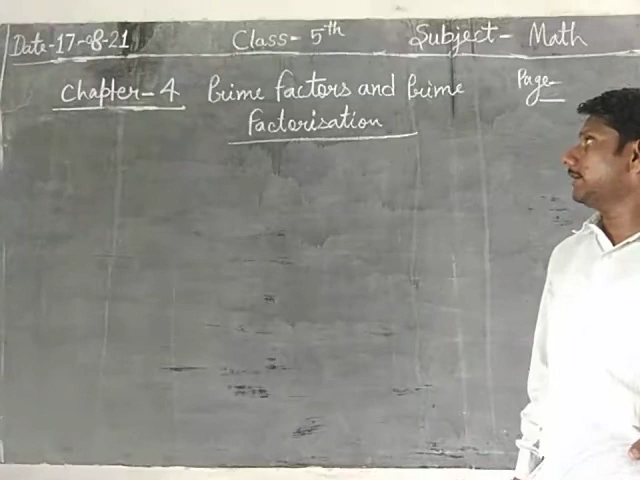 Date-17-08-21 Class- 5th Subject- Math
Chapter-4 Prime factors and Prime Page-
factorisation